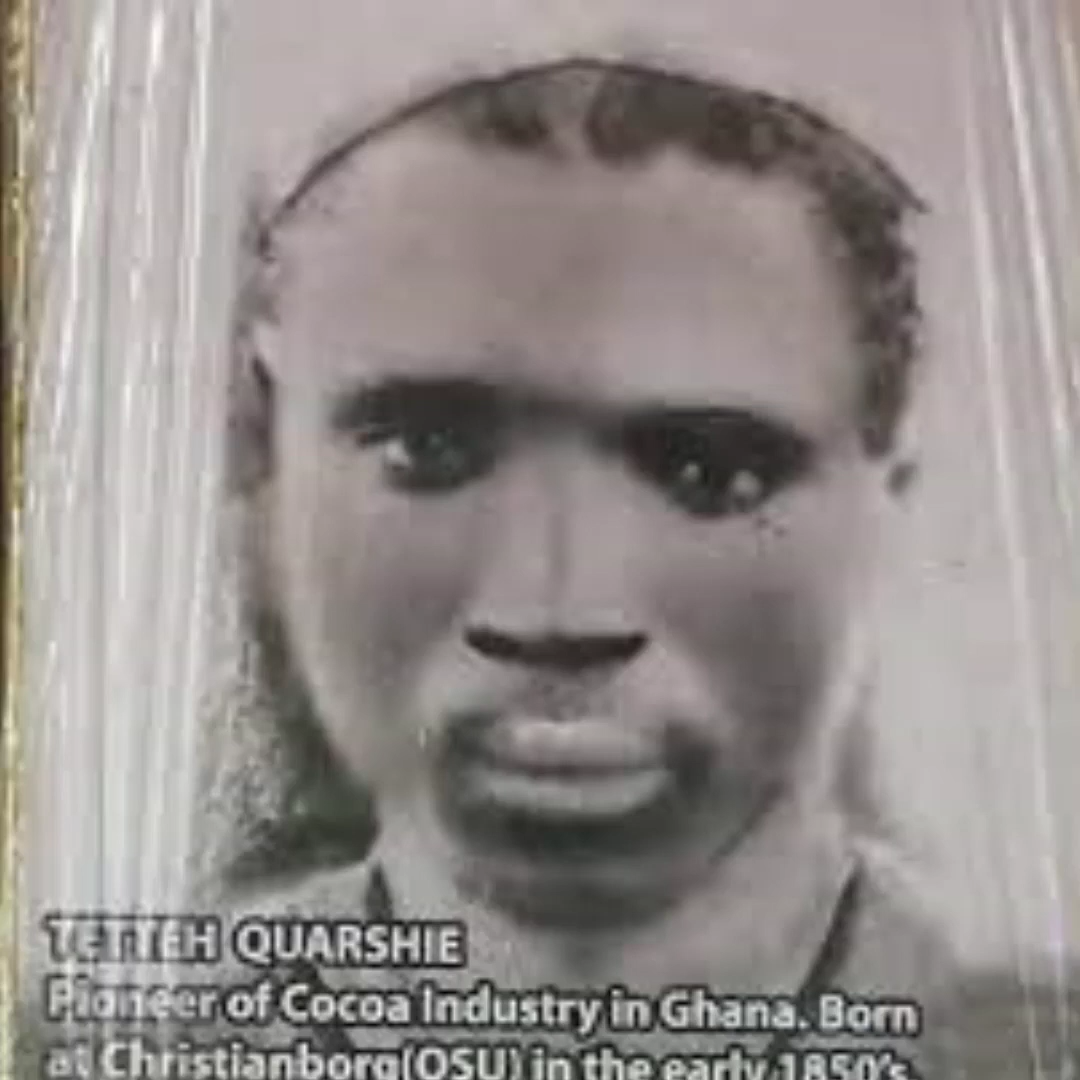 TETTEH QUARSHIE
Pioneer of Cocoa Industry in Ghana. Born
at Christianborg(OSU) in the early 1850's.